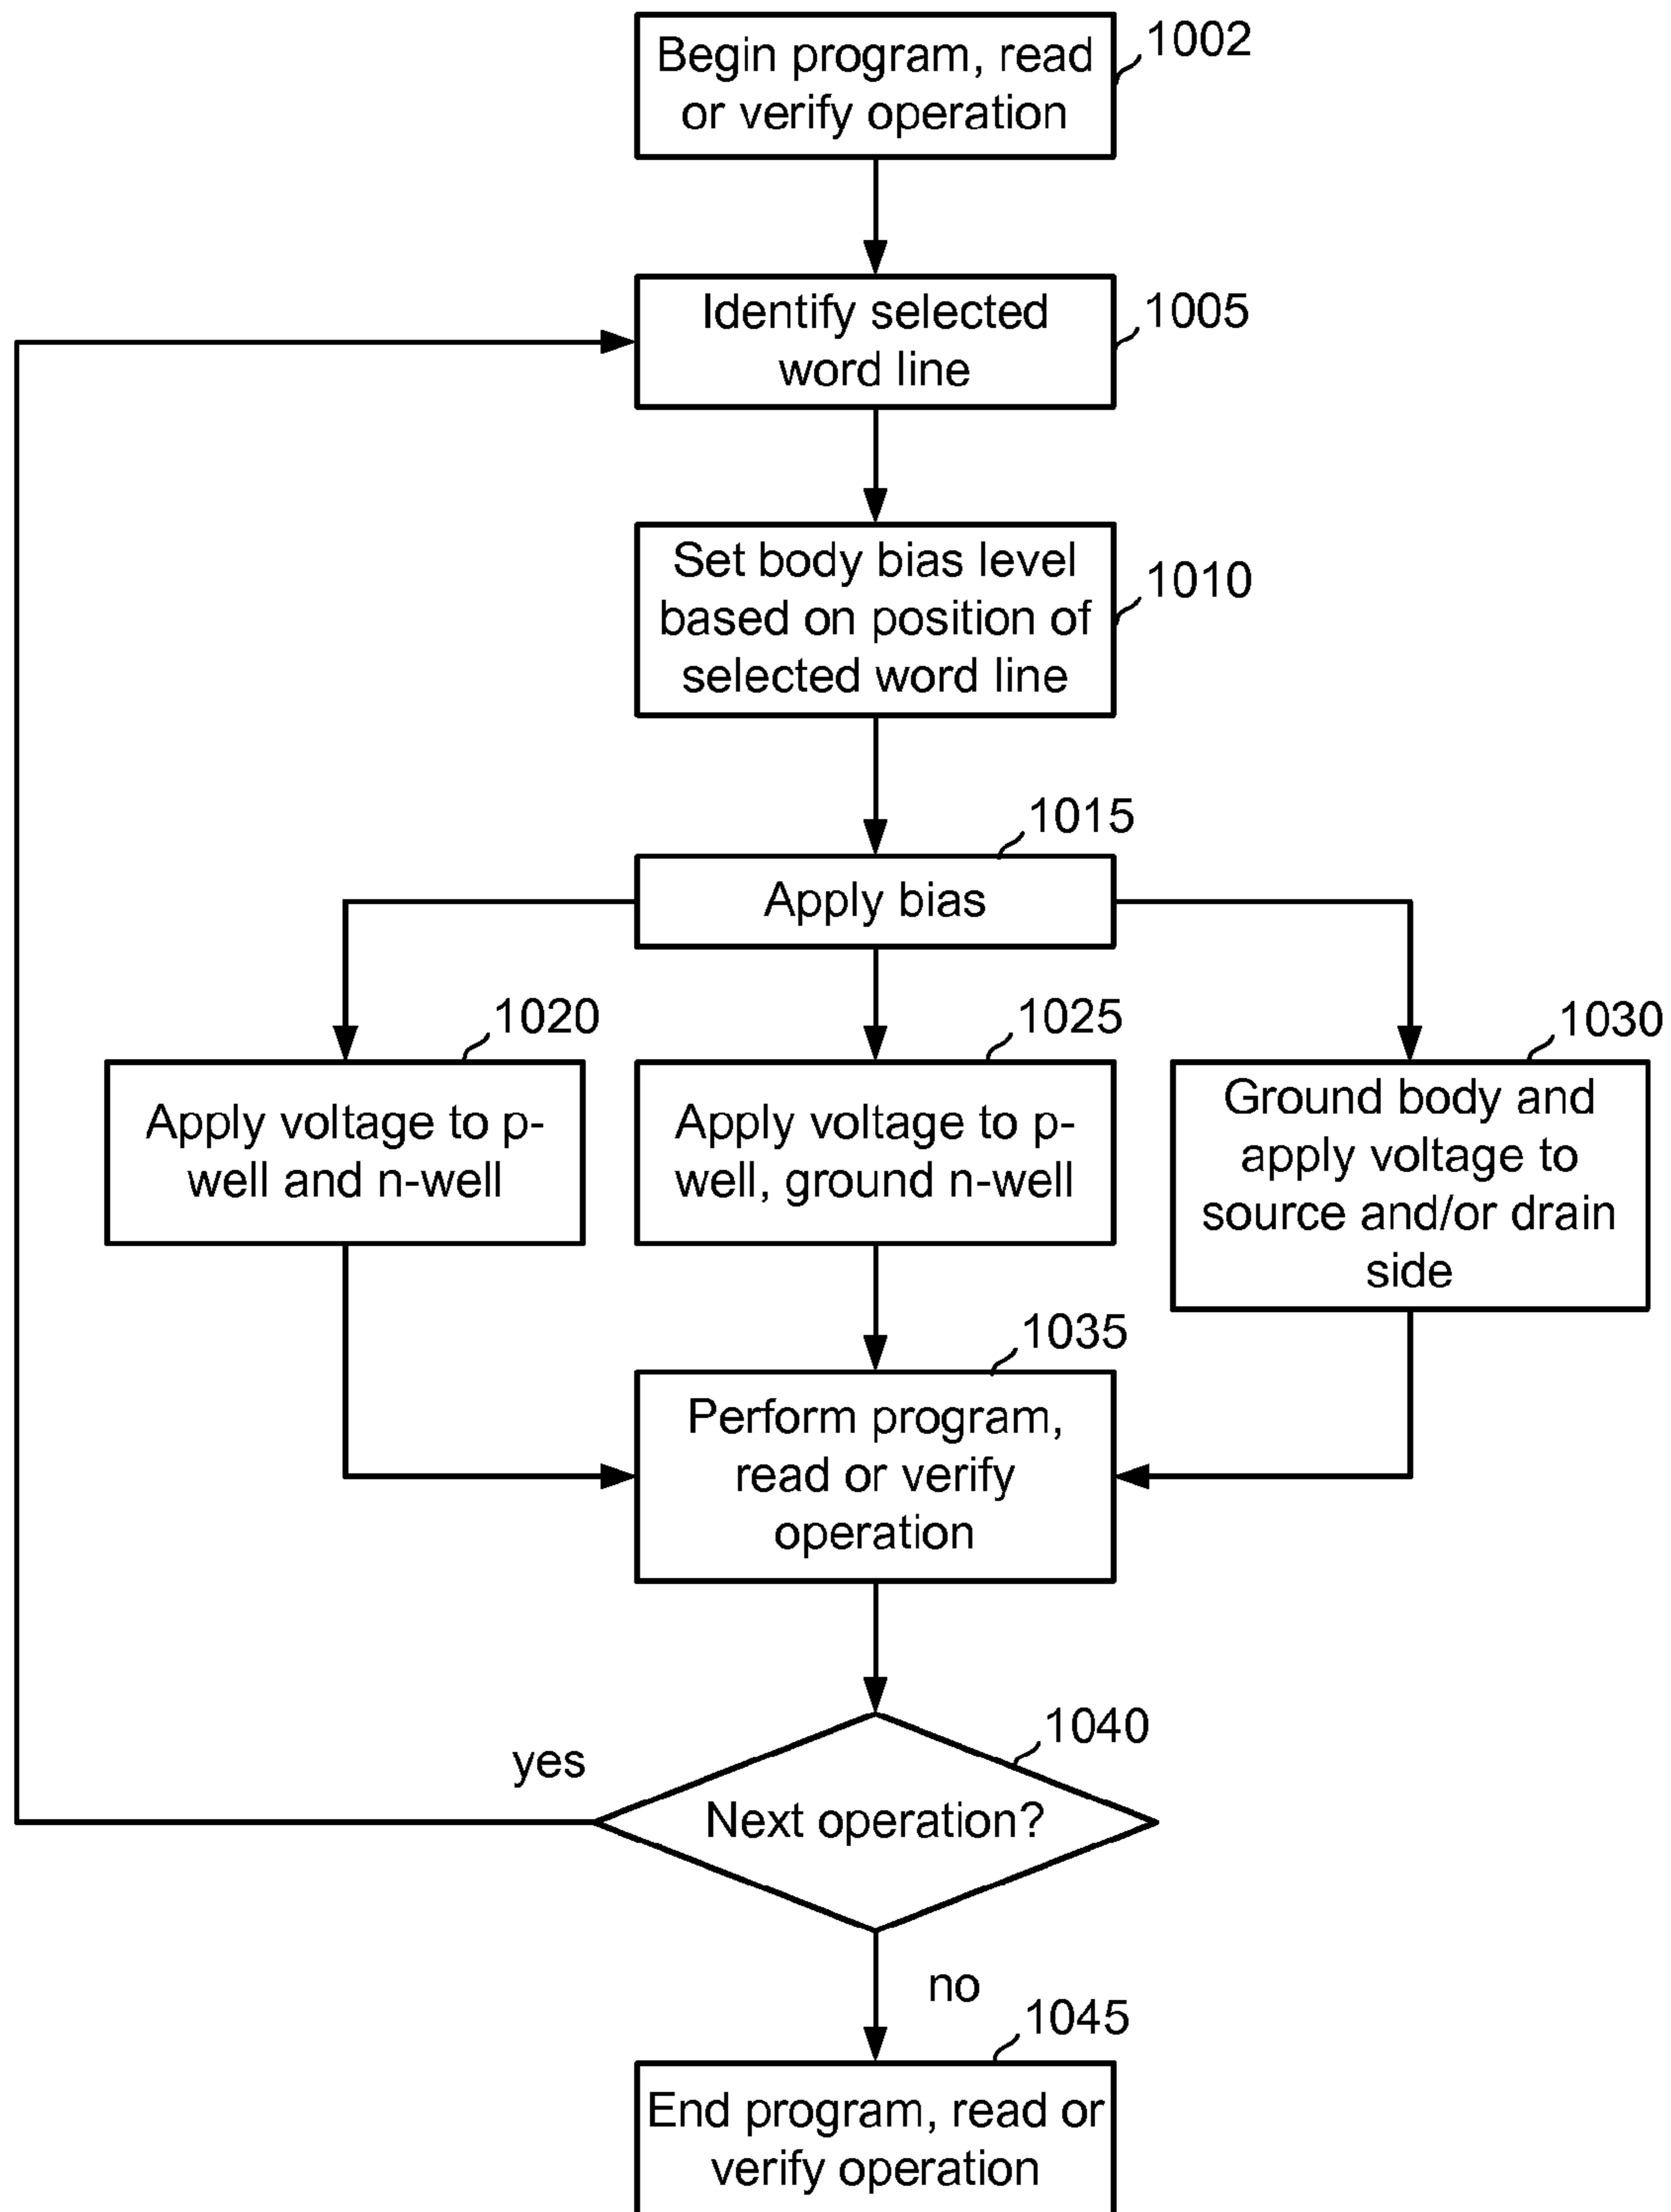 Begin program, read
or verify operation
1002
Identify selected
word line
1005
Set body bias level
based on position of
selected word line
1010
1015
Apply bias
1020
Apply voltage to p-
well and n-well
1025
Apply voltage to p-
well, ground n-well
1030
Ground body and
apply voltage to
source and/or drain
side
1035
Perform program,
read or verify
operation
1040
yes
Next operation?
no
1045
End program, read or
verify operation